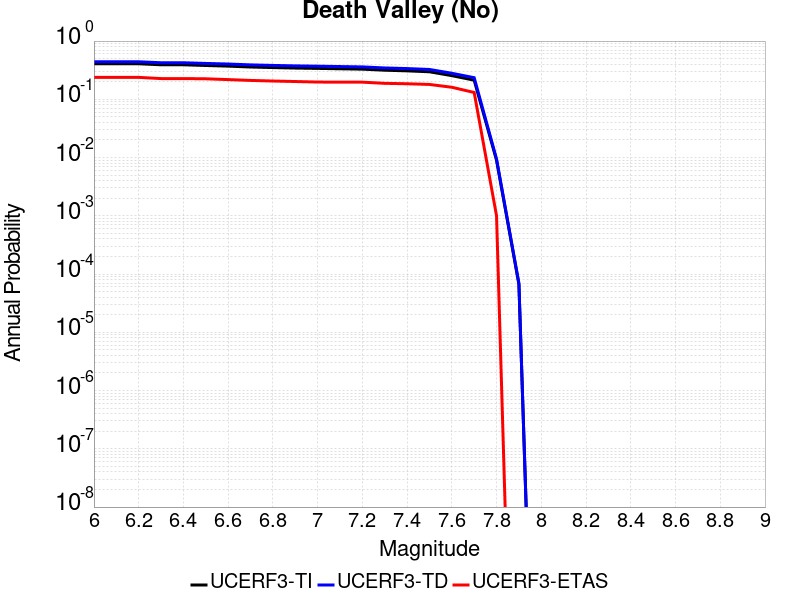 Death Valley (No)
10^0
10^-1
10^-2
10^-3
10^-4
10^-5
10^-6
10^-7
10^-8
Annual Probability
6 6.2 6.4 6.6 6.8 7 7.2 7.4 7.6 7.8 8 8.2 8.4 8.6 8.8 9
Magnitude
UCERF3-TI UCERF3-TD UCERF3-ETAS